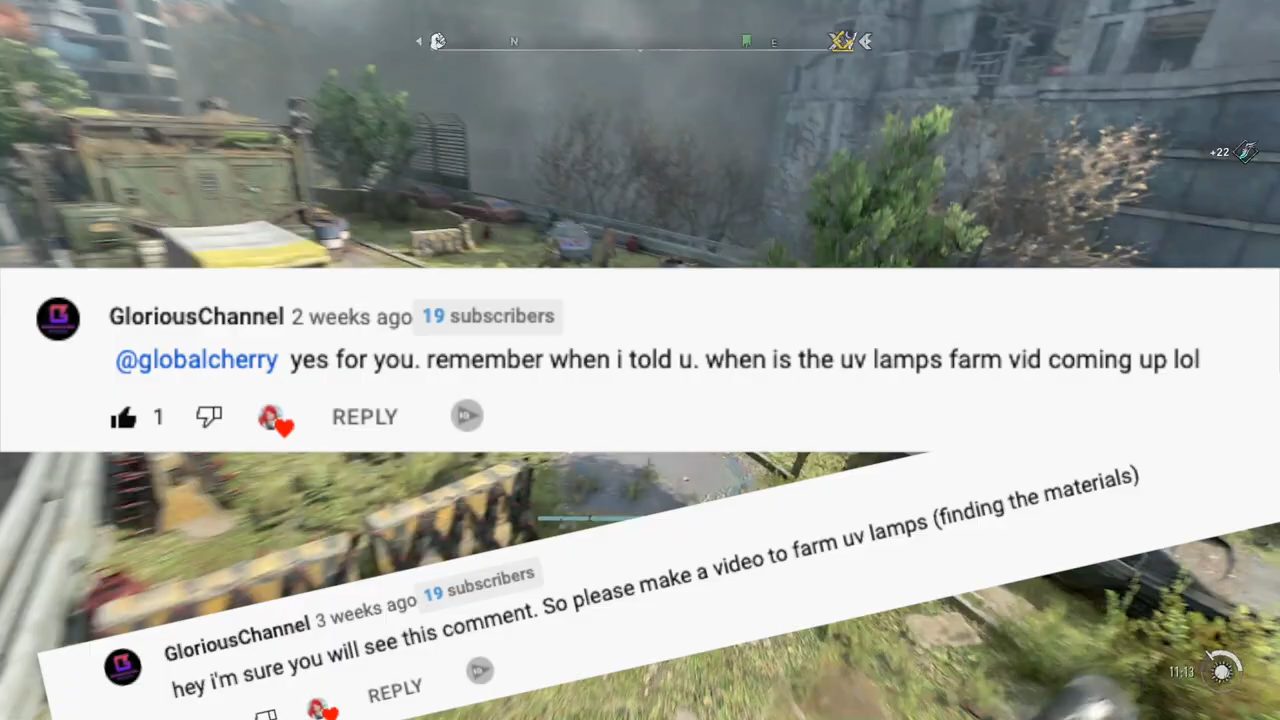 N
E
+22
GloriousChannel 2 weeks ago 19 subscribers
@globalcherry yes for you. remember when i told u. when is the uv lamps farm vid coming up lol
1 REPLY
GloriousChannel 3 weeks ago 19 subscribers
hey i'm sure you will see this comment. So please make a video to farm uv lamps (finding the materials)
REPLY
11:13